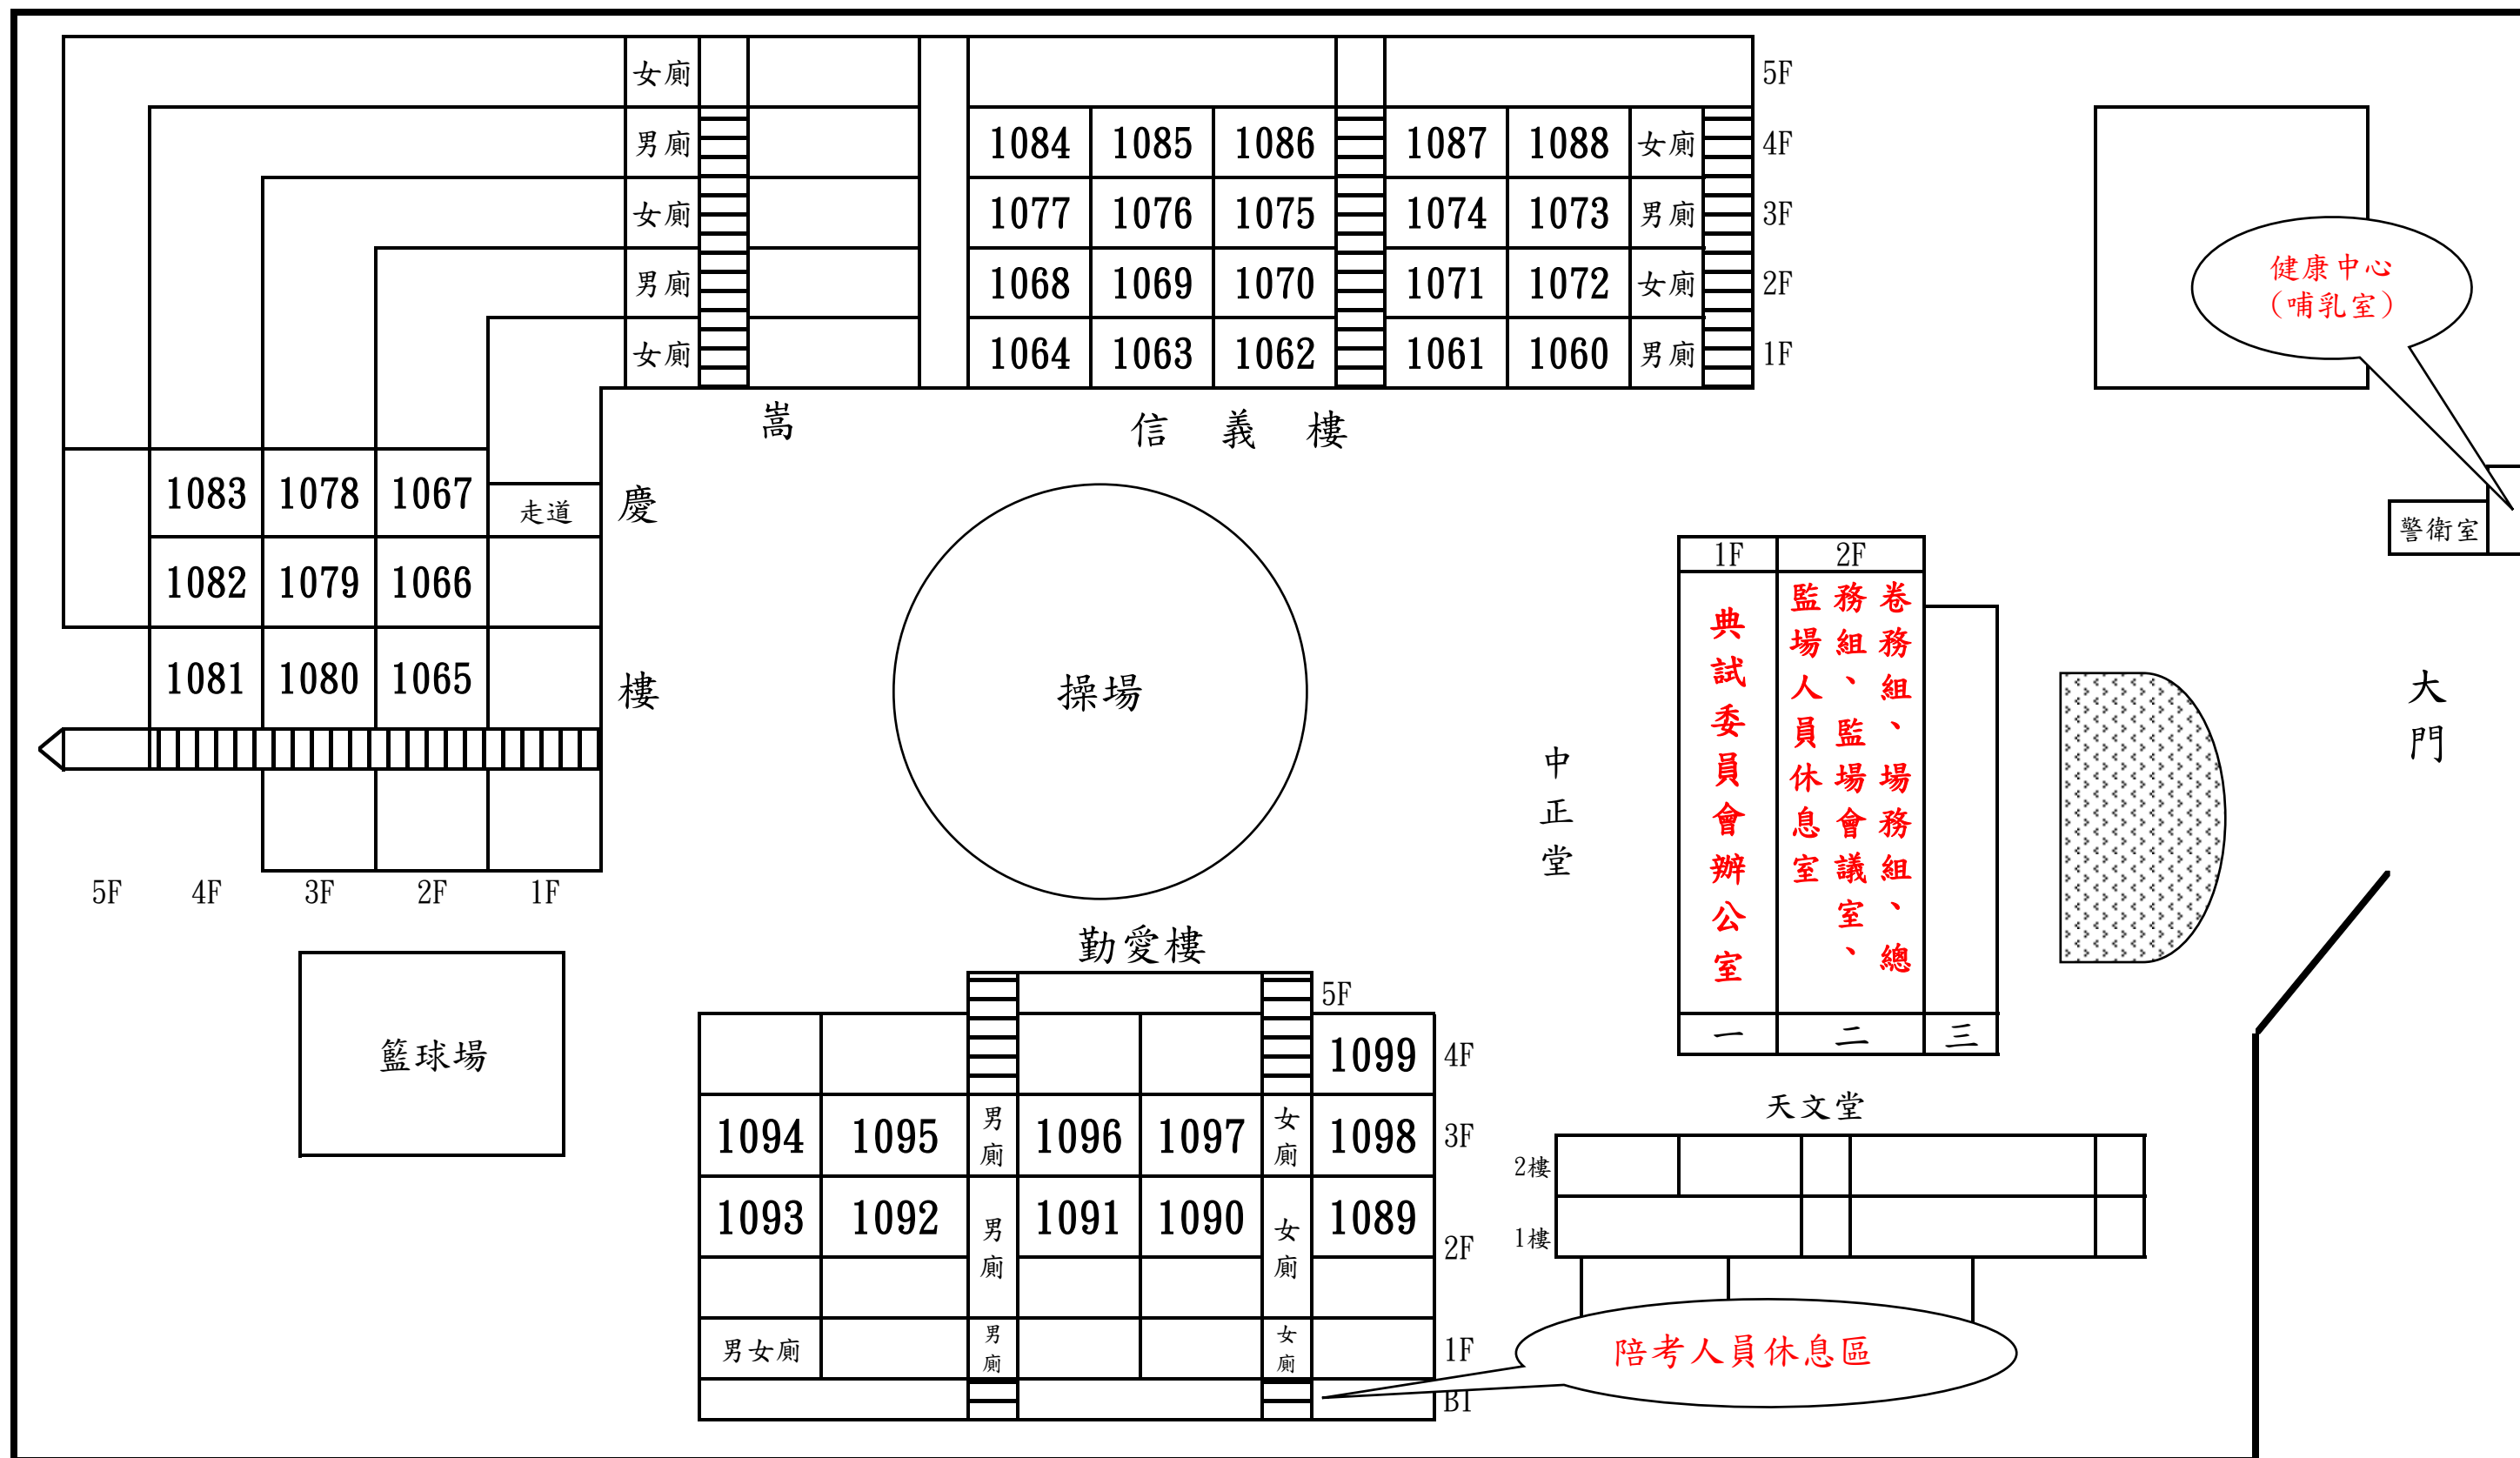 女廁 5F
男廁 1084 1085 1086 1087 1088 女廁 4F
女廁 1077 1076 1075 1074 1073 男廁 3F
男廁 1068 1069 1070 1071 1072 女廁 2F
女廁 1064 1063 1062 1061 1060 男廁 1F
健康中心
(哺乳室)
嵩慶樓
信義樓
1083 1078 1067 走道
1082 1079 1066
1081 1080 1065
5F 4F 3F 2F 1F
操場
警衛室
大門
中正堂
1F 2F
典試委員會辦公室
卷務組、場務組、總
務組、監場會議室、
監場人員休息室
一 二 三
籃球場
勤愛樓
5F
1099 4F
1094 1095 男廁 1096 1097 女廁 1098 3F
1093 1092 男廁 1091 1090 女廁 1089 2F
男女廁 男廁 女廁 1F
B1
天文堂
2樓
1樓
陪考人員休息區